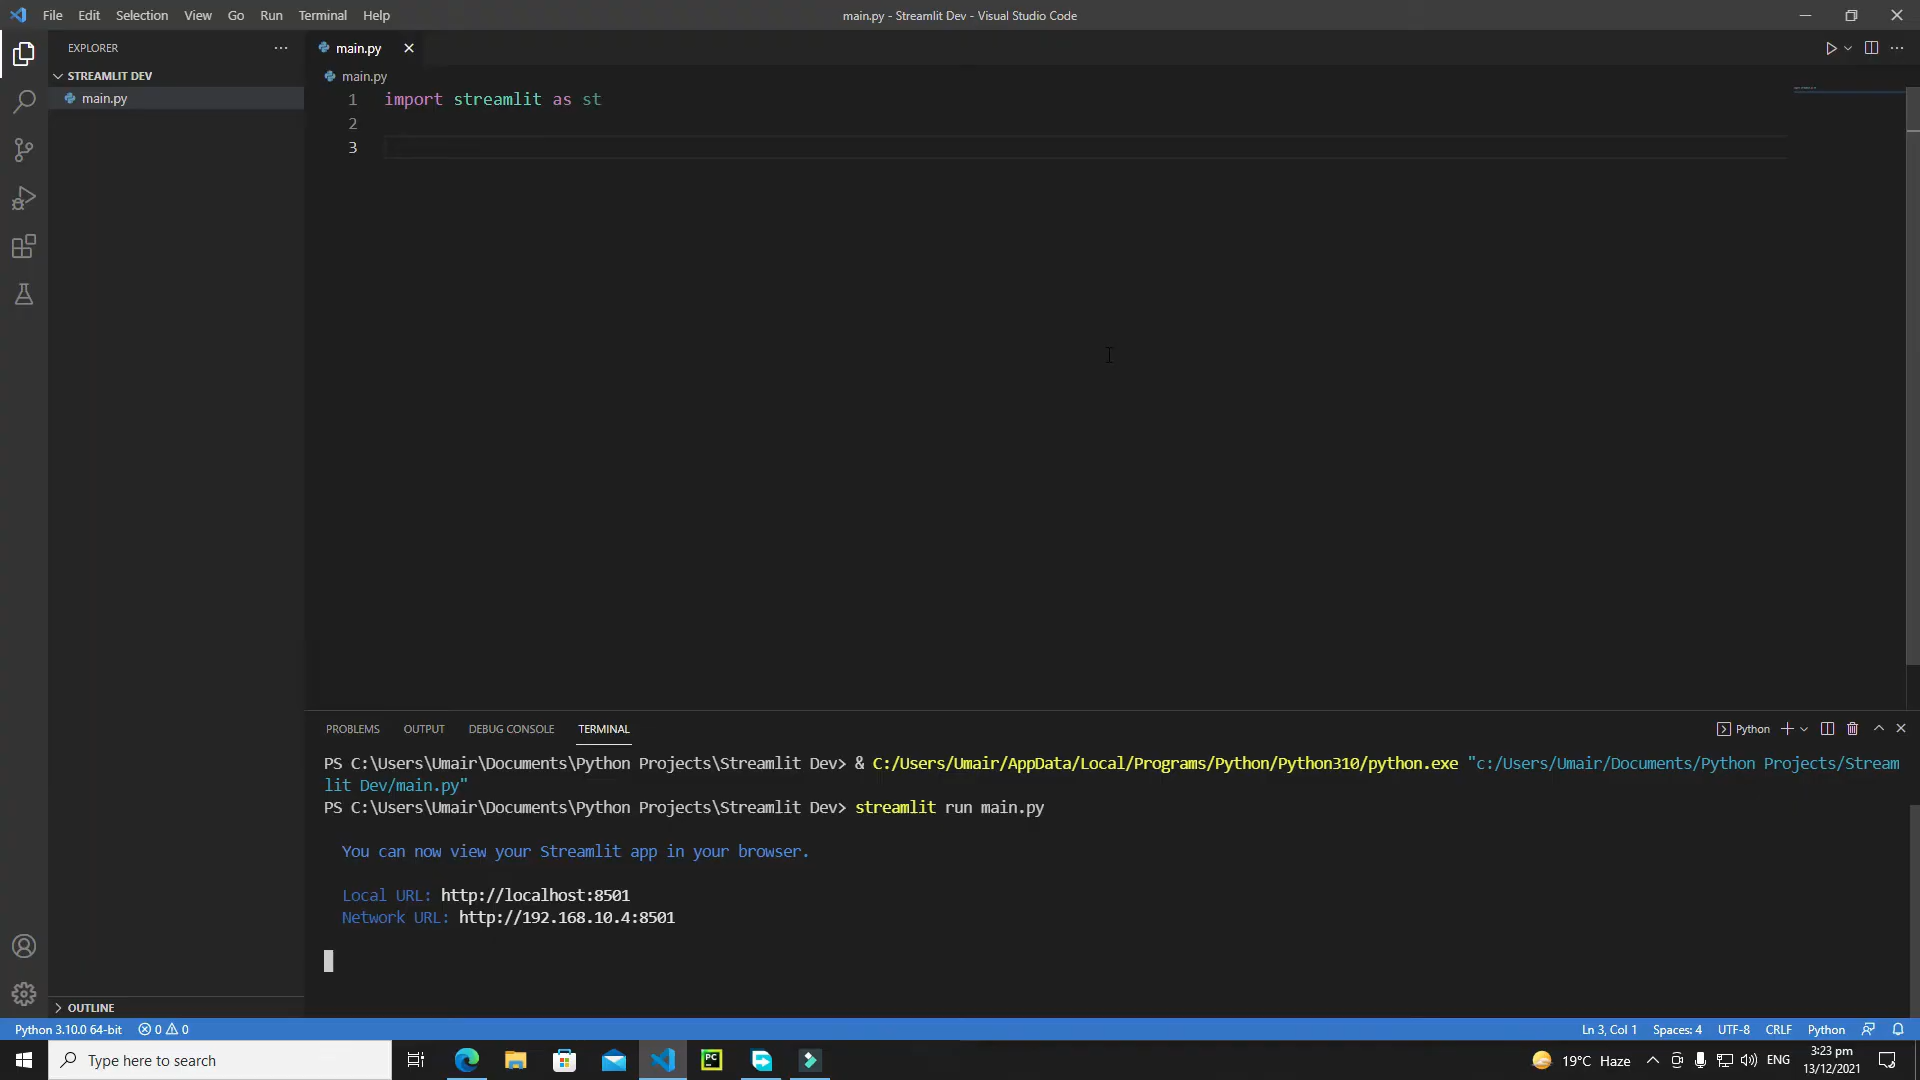 File Edit Selection View Go Run Terminal Help
main.py - Streamlit Dev - Visual Studio Code
EXPLORER
STREAMLIT DEV
main.py
main.py
main.py
1 import streamlit as st
2
3
PROBLEMS OUTPUT DEBUG CONSOLE TERMINAL
Python
PS C:\Users\Umair\Documents\Python Projects\Streamlit Dev> & C:/Users/Umair/AppData/Local/Programs/Python/Python310/python.exe "c:/Users/Umair/Documents/Python Projects/Stream
lit Dev/main.py"
PS C:\Users\Umair\Documents\Python Projects\Streamlit Dev> streamlit run main.py
You can now view your Streamlit app in your browser.
Local URL: http://localhost:8501
Network URL: http://192.168.10.4:8501
OUTLINE
Python 3.10.0 64-bit 0 0
Ln 3, Col 1 Spaces: 4 UTF-8 CRLF Python
Type here to search
PC
19°C Haze
ENG
3:23 pm
13/12/2021